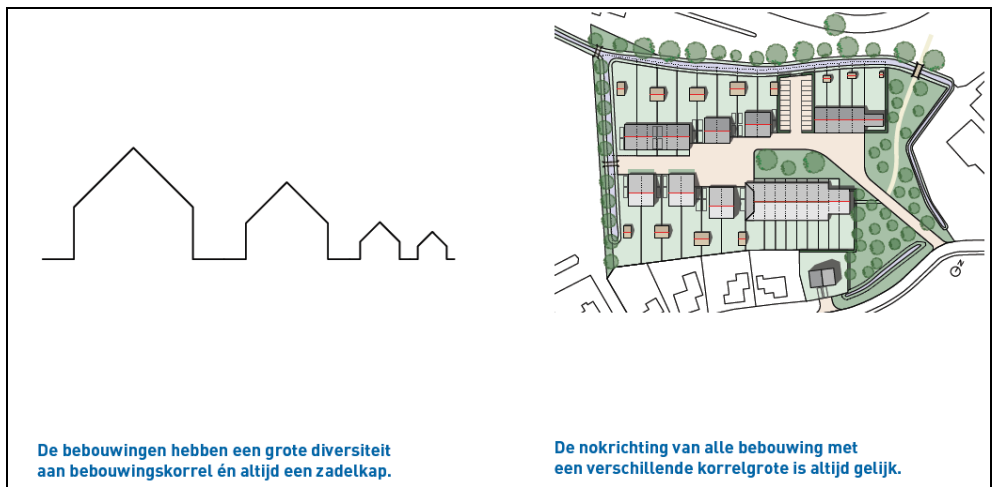 De bebouwingen hebben een grote diversiteit
aan bebouwingskorrel én altijd een zadelkap.
De nokrichting van alle bebouwing met
een verschillende korrelgrote is altijd gelijk.
N